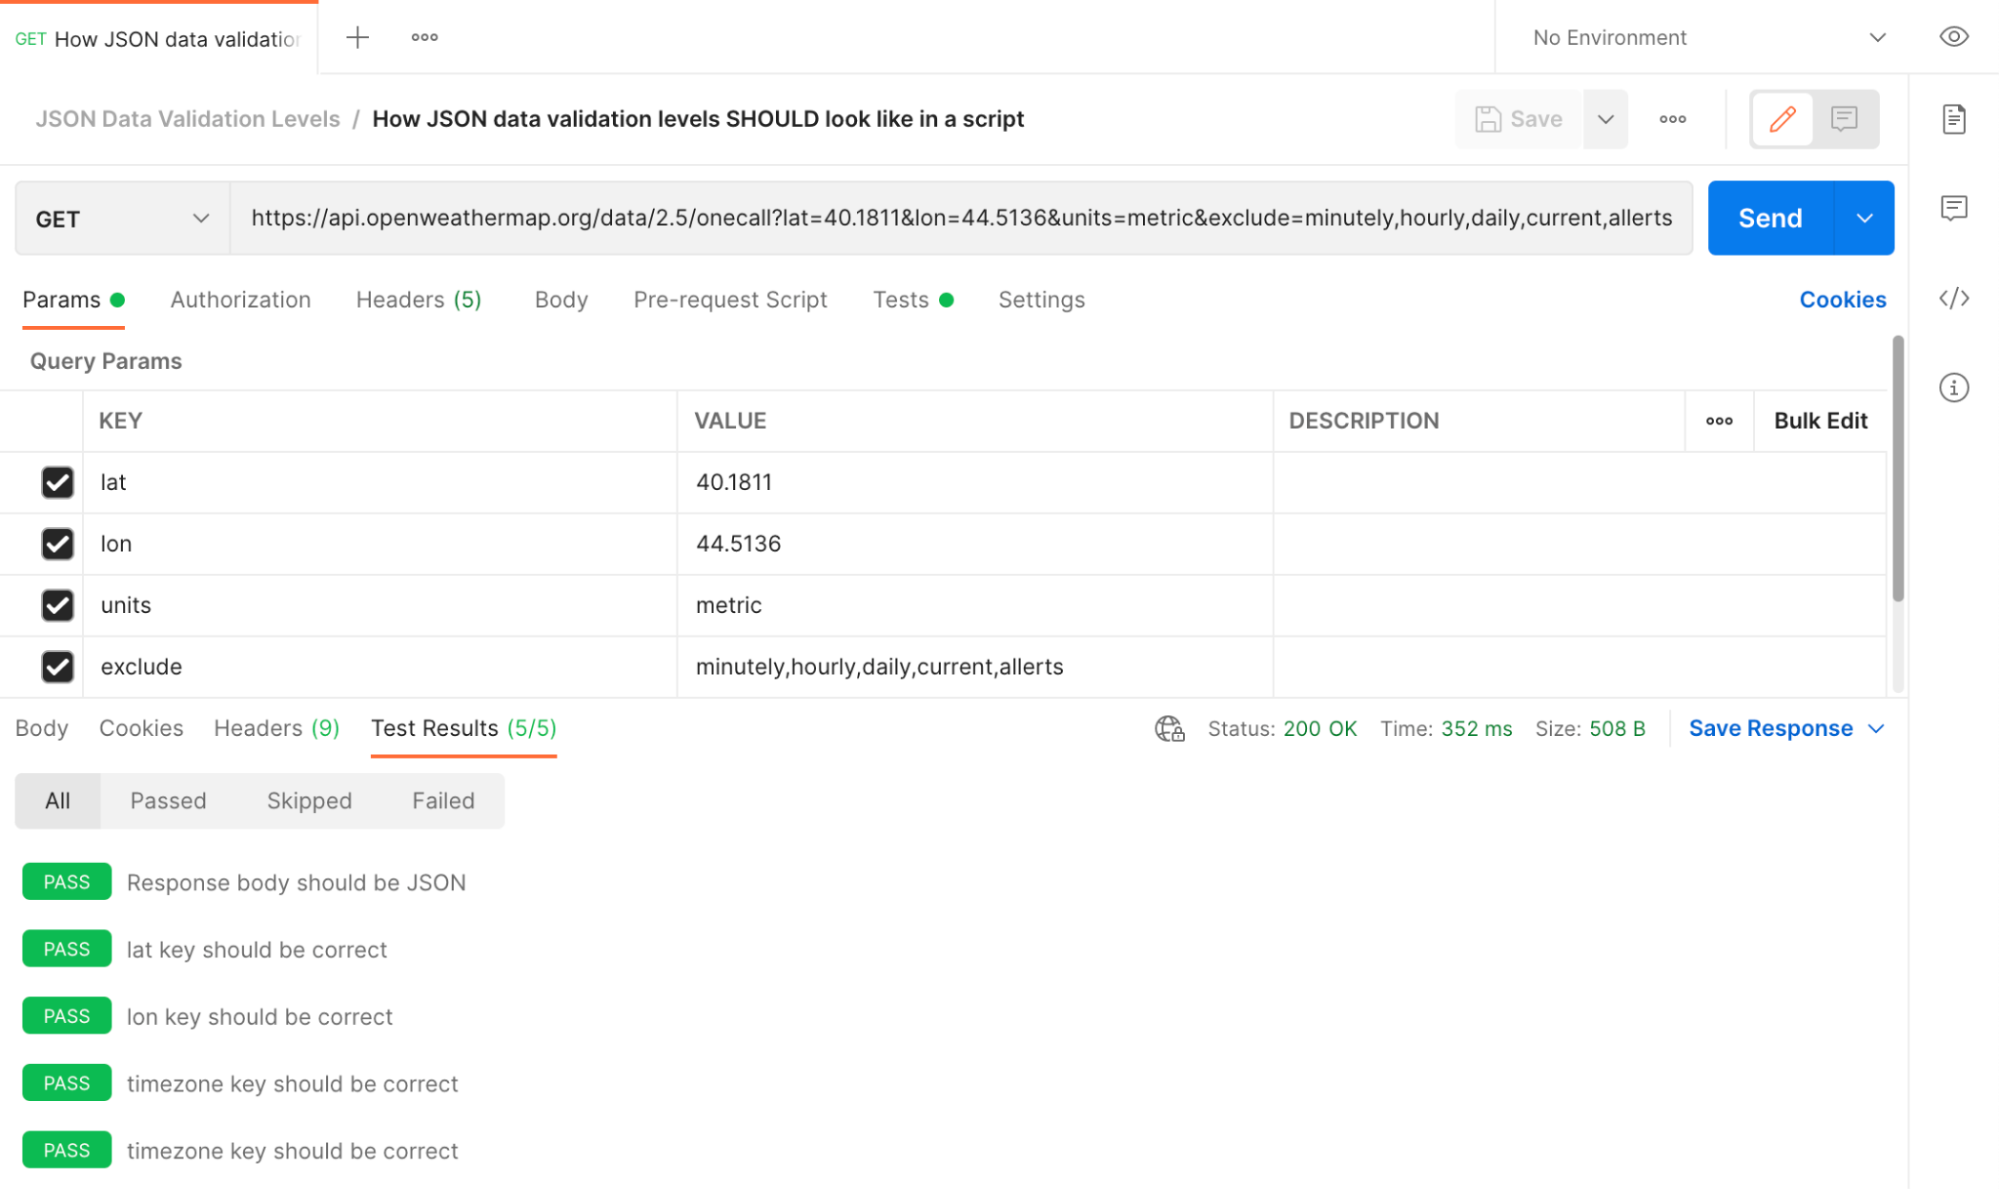 GET How JSON data validation
No Environment
JSON Data Validation Levels / How JSON data validation levels SHOULD look like in a script
Save
GET
https://api.openweathermap.org/data/2.5/onecall?lat=40.1811&lon=44.5136&units=metric&exclude=minutely,hourly,daily,current,allerts
Send
Params Authorization Headers (5) Body Pre-request Script Tests Settings Cookies
Query Params
KEY VALUE DESCRIPTION Bulk Edit
lat 40.1811
lon 44.5136
units metric
exclude minutely,hourly,daily,current,allerts
Body Cookies Headers (9) Test Results (5/5) Status: 200 OK Time: 352 ms Size: 508 B Save Response
All Passed Skipped Failed
PASS Response body should be JSON
PASS lat key should be correct
PASS lon key should be correct
PASS timezone key should be correct
PASS timezone key should be correct